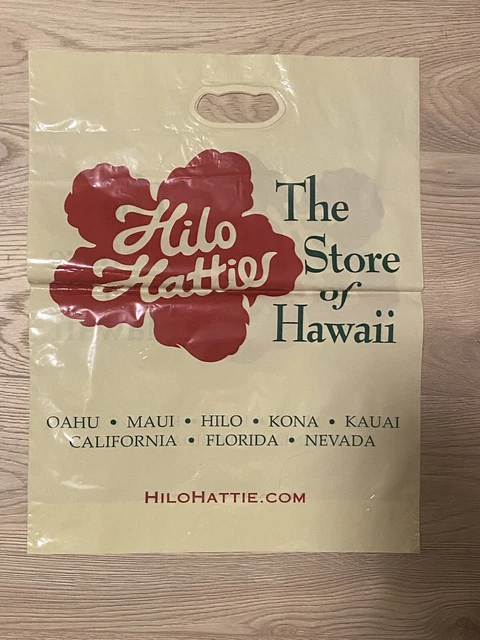 Hilo
Hattie
The
Store
of
Hawaii
OAHU • MAUI • HILO • KONA • KAUAI
CALIFORNIA • FLORIDA • NEVADA
HILOHATTIE.COM